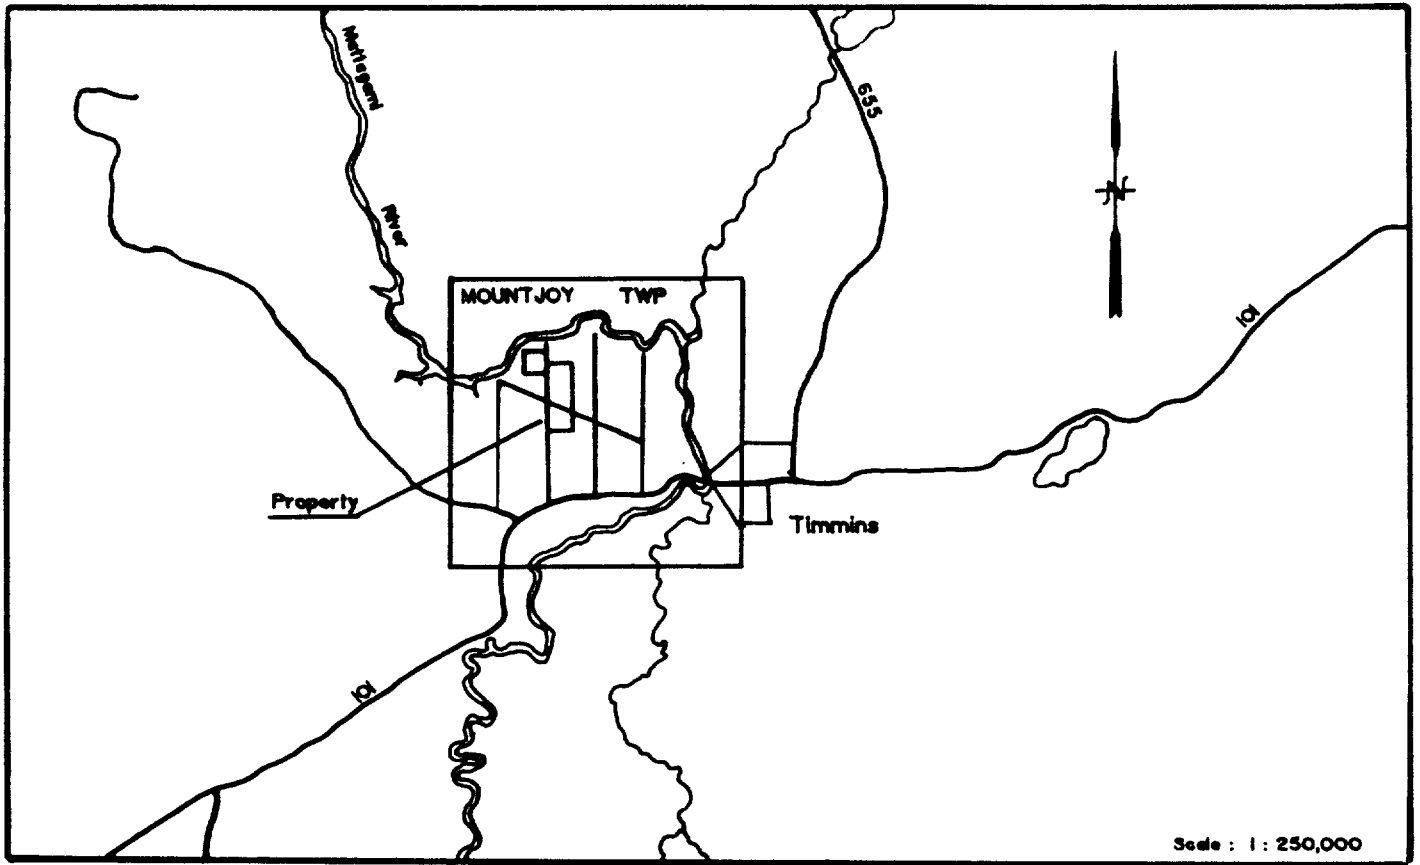 Mattagami
River
655
N
MOUNTJOY TWP
101
Property
Timmins
101
Scale : 1 : 250,000